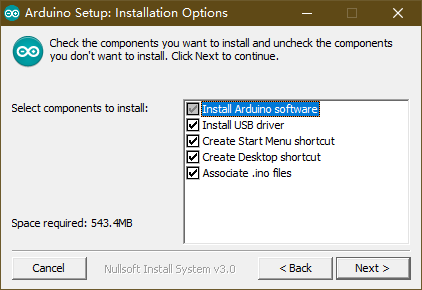 Arduino Setup: Installation Options
Check the components you want to install and uncheck the components
you don't want to install. Click Next to continue.
Select components to install:
Install Arduino software
Install USB driver
Create Start Menu shortcut
Create Desktop shortcut
Associate .ino files
Space required: 543.4MB
Cancel
Nullsoft Install System v3.0
< Back
Next >